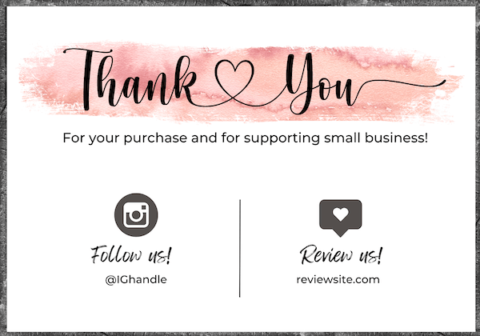 Thank You
For your purchase and for supporting small business!
Follow us!
@IGhandle
Review us!
reviewsite.com